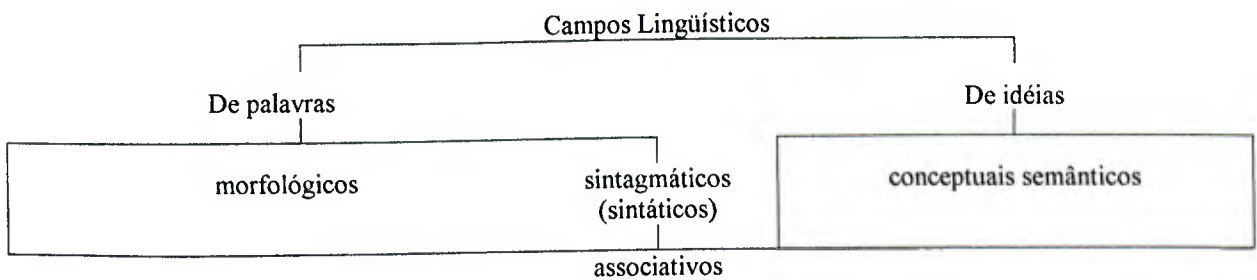 Campos Lingüísticos
De palavras
De idéias
morfológicos
sintagmáticos
(sintáticos)
conceptuais semânticos
associativos